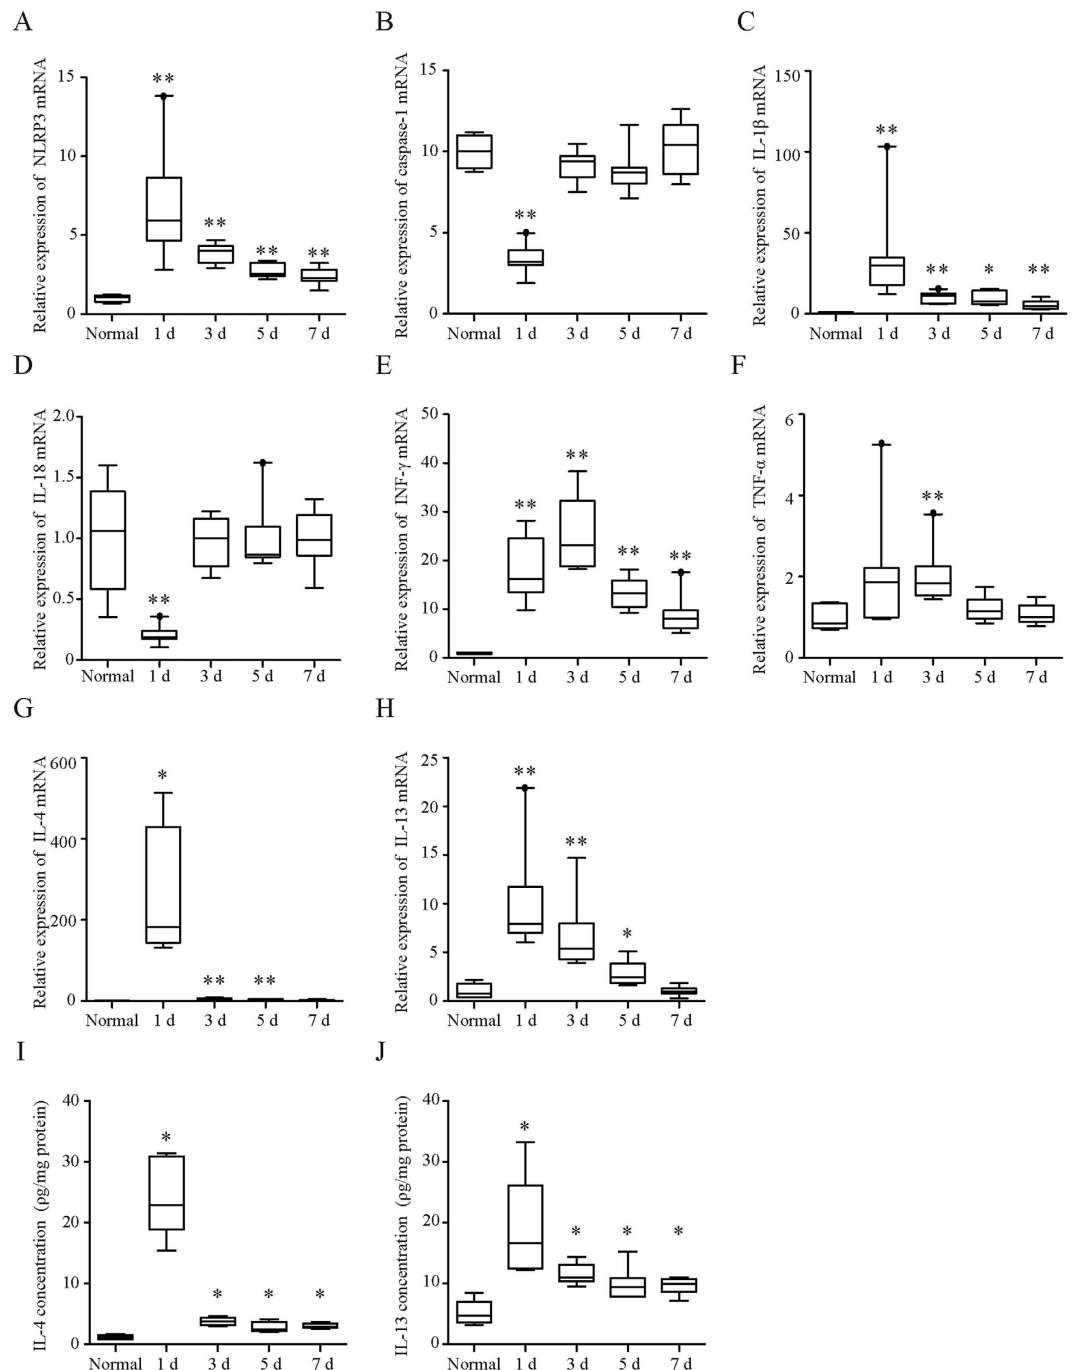 A
Relative expression of NLRP3 mRNA
15
10
5
0
**
**
**
**
Normal 1 d 3 d 5 d 7 d
B
Relative expression of caspase-1 mRNA
15
10
5
0
**
Normal 1 d 3 d 5 d 7 d
C
Relative expression of IL-1β mRNA
150
100
50
0
**
**
*
**
Normal 1 d 3 d 5 d 7 d
D
Relative expression of IL-18 mRNA
2.0
1.5
1.0
0.5
0
**
Normal 1 d 3 d 5 d 7 d
E
Relative expression of INF-γ mRNA
50
40
30
20
10
0
**
**
**
**
Normal 1 d 3 d 5 d 7 d
F
Relative expression of TNF-α mRNA
6
4
2
0
**
Normal 1 d 3 d 5 d 7 d
G
Relative expression of IL-4 mRNA
600
400
200
0
*
**
**
Normal 1 d 3 d 5 d 7 d
H
Relative expression of IL-13 mRNA
25
20
15
10
5
0
**
**
*
Normal 1 d 3 d 5 d 7 d
I
IL-4 concentration (ρg/mg protein)
40
30
20
10
0
*
*
*
*
Normal 1 d 3 d 5 d 7 d
J
IL-13 concentration (ρg/mg protein)
40
30
20
10
0
*
*
*
*
Normal 1 d 3 d 5 d 7 d